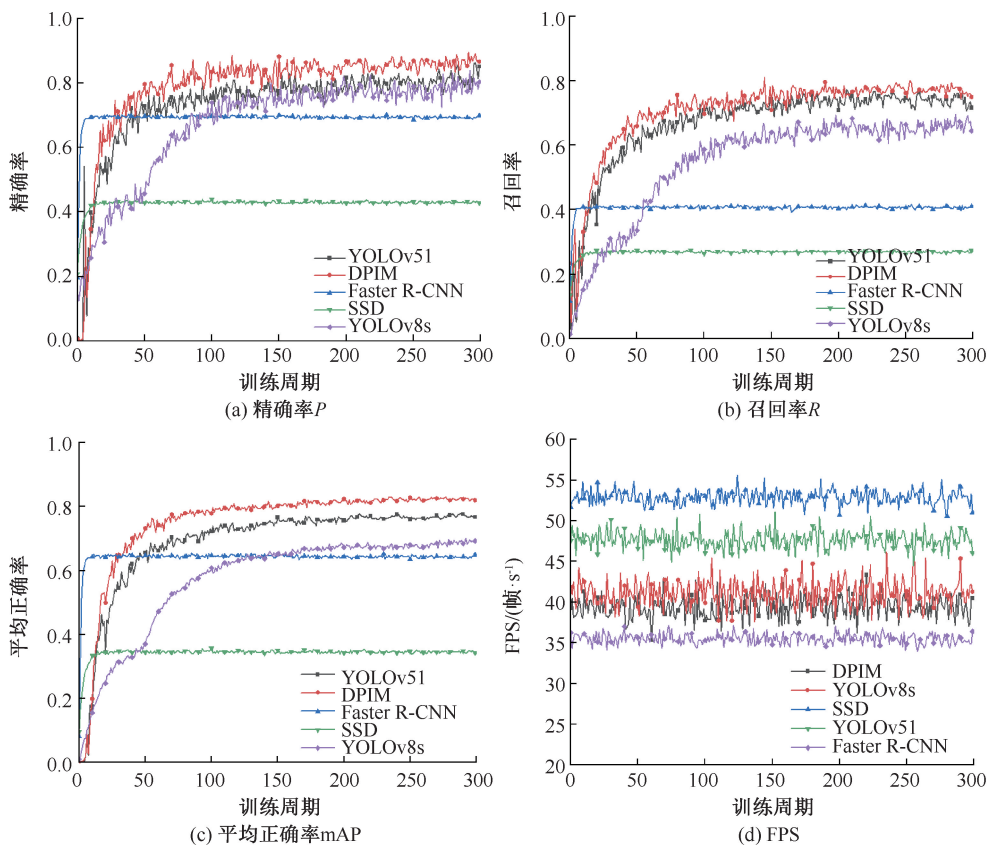 1.0
0.8
0.6
0.4
0.2
0.0
精确率
YOLOv51
DPIM
Faster R-CNN
SSD
YOLOv8s
0 50 100 150 200 250 300
训练周期
(a) 精确率P
1.0
0.8
0.6
0.4
0.2
0.0
召回率
YOLOv51
DPIM
Faster R-CNN
SSD
YOLOv8s
0 50 100 150 200 250 300
训练周期
(b) 召回率R
1.0
0.8
0.6
0.4
0.2
0.0
平均正确率
YOLOv51
DPIM
Faster R-CNN
SSD
YOLOv8s
0 50 100 150 200 250 300
训练周期
(c) 平均正确率mAP
60
55
50
45
40
35
30
25
20
FPS/(帧·s⁻¹)
DPIM
YOLOv8s
SSD
YOLOv51
Faster R-CNN
0 50 100 150 200 250 300
训练周期
(d) FPS